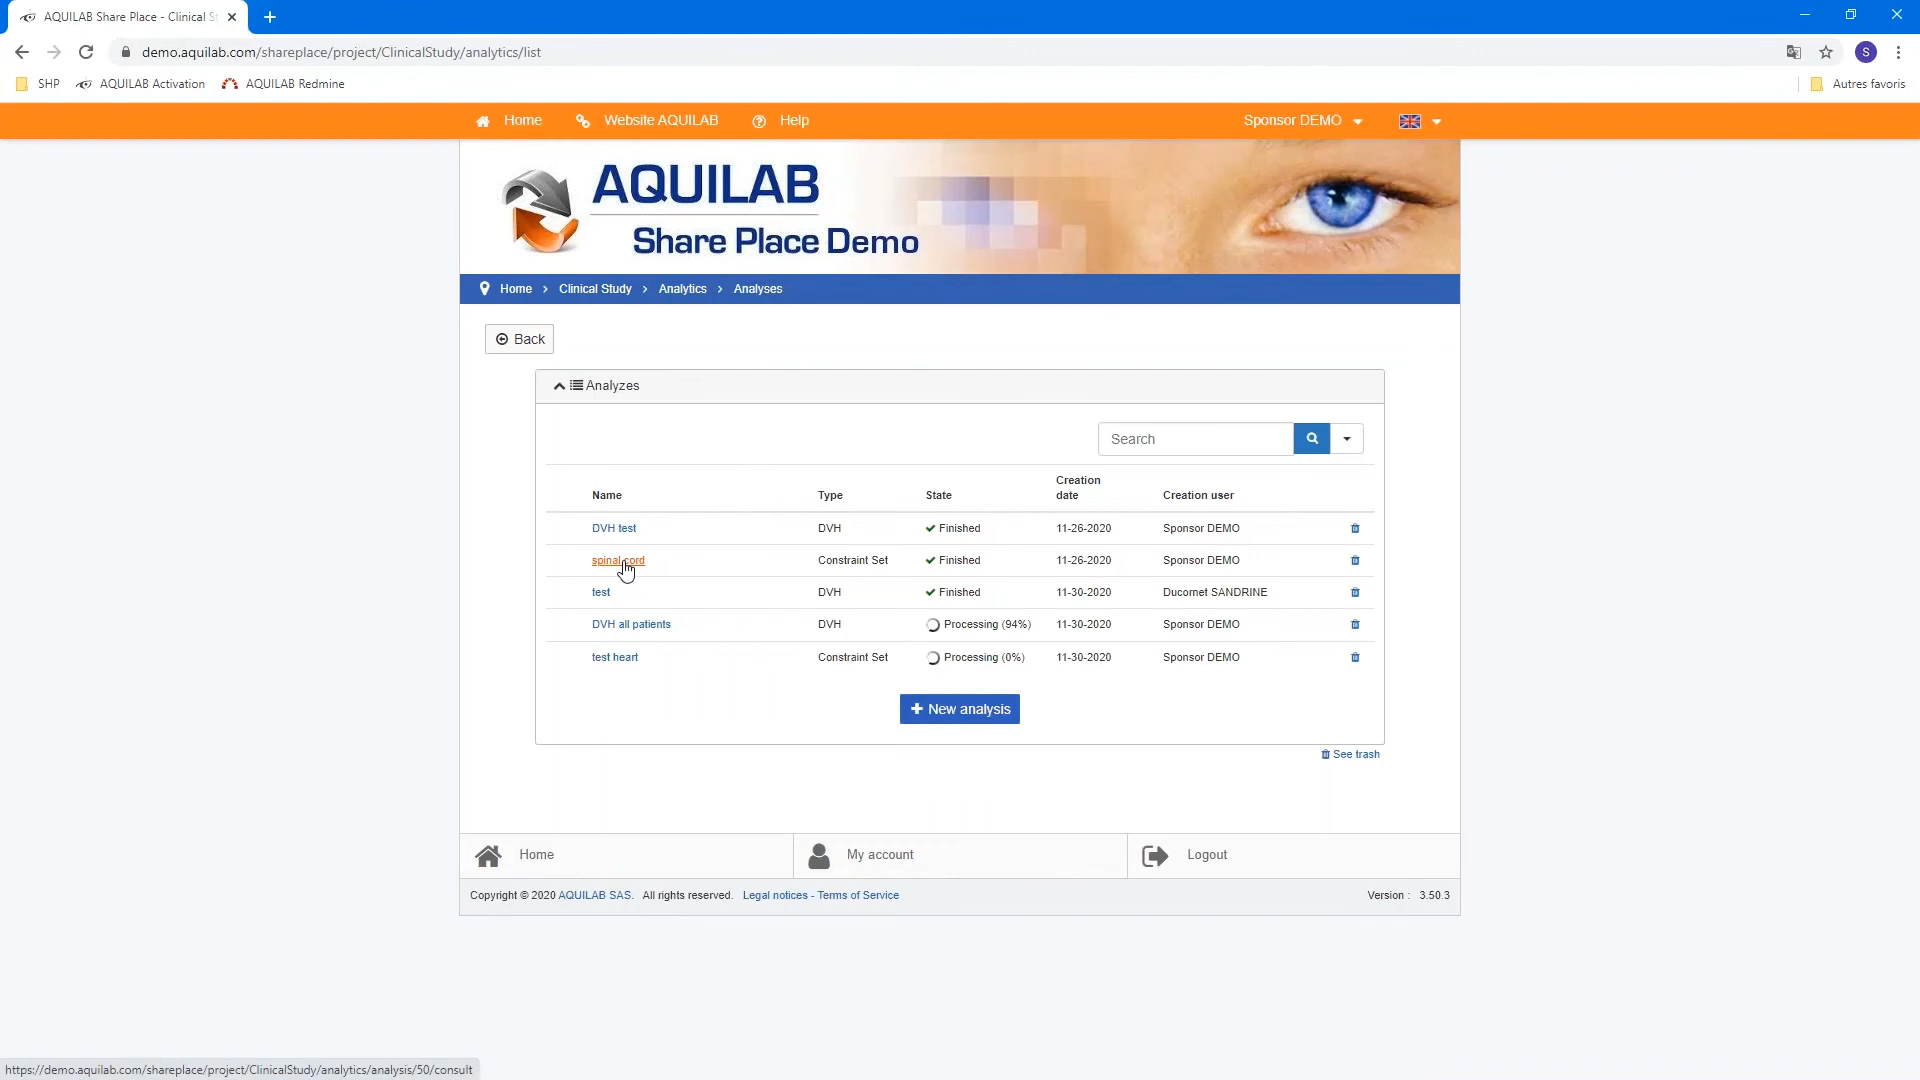 AQUILAB Share Place - Clinical St
demo.aquilab.com/shareplace/project/ClinicalStudy/analytics/list
S
SHP AQUILAB Activation AQUILAB Redmine Autres favoris
Home Website AQUILAB Help Sponsor DEMO
AQUILAB
Share Place Demo
Home > Clinical Study > Analytics > Analyses
Back
Analyzes
Search
Name Type State Creation date Creation user
DVH test DVH Finished 11-26-2020 Sponsor DEMO
spinal cord Constraint Set Finished 11-26-2020 Sponsor DEMO
test DVH Finished 11-30-2020 Ducornet SANDRINE
DVH all patients DVH Processing (94%) 11-30-2020 Sponsor DEMO
test heart Constraint Set Processing (0%) 11-30-2020 Sponsor DEMO
+ New analysis
See trash
Home My account Logout
Copyright © 2020 AQUILAB SAS. All rights reserved. Legal notices - Terms of Service Version : 3.50.3
https://demo.aquilab.com/shareplace/project/ClinicalStudy/analytics/analysis/50/consult